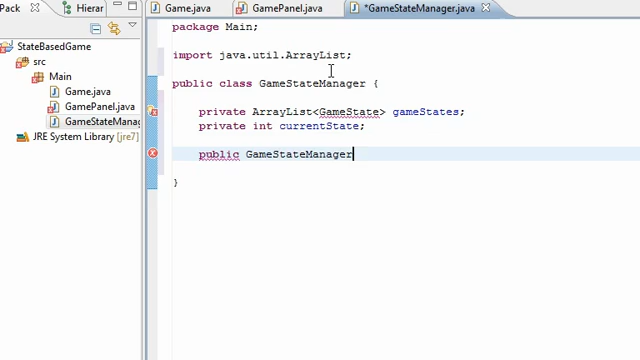 Pack
Hierar
Game.java
GamePanel.java
*GameStateManager.java
StateBasedGame
src
Main
Game.java
GamePanel.java
GameStateManag
JRE System Library [jre7]
package Main;
import java.util.ArrayList;
public class GameStateManager {
private ArrayList<GameState> gameStates;
private int currentState;
public GameStateManager
}